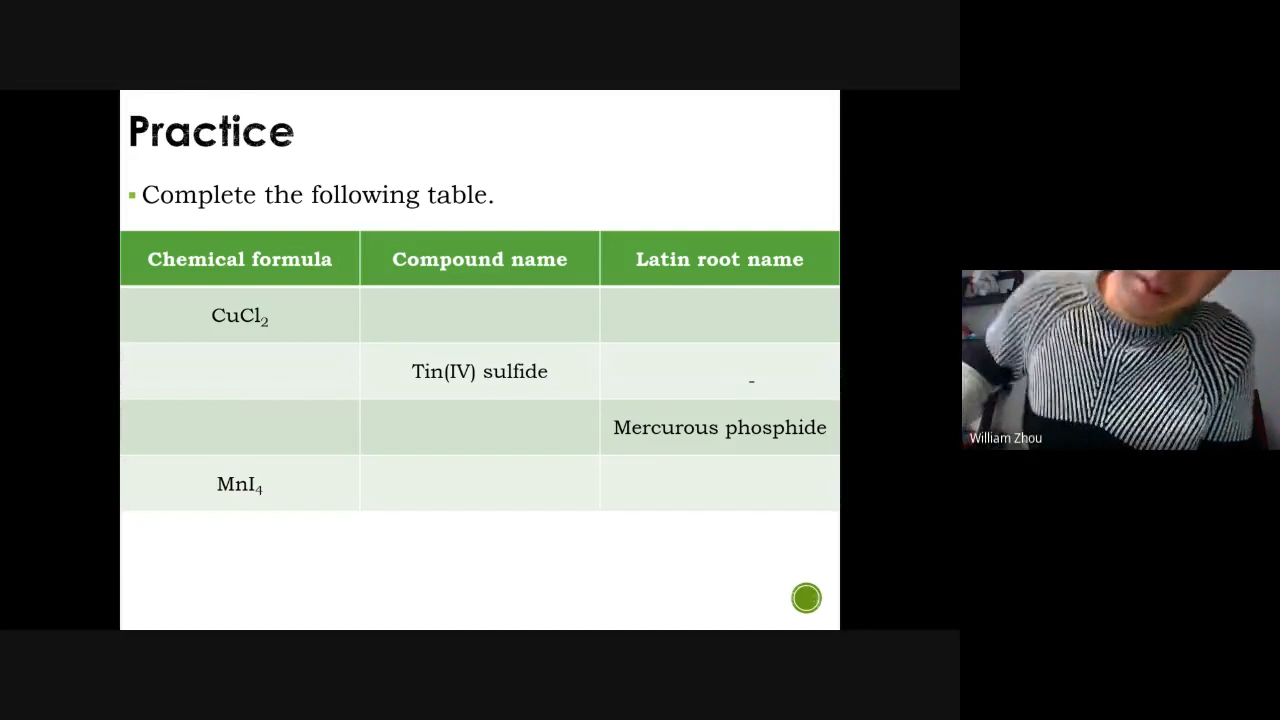 Practice
▪ Complete the following table.
Chemical formula Compound name Latin root name
CuCl₂
Tin(IV) sulfide -
Mercurous phosphide
MnI₄
William Zhou